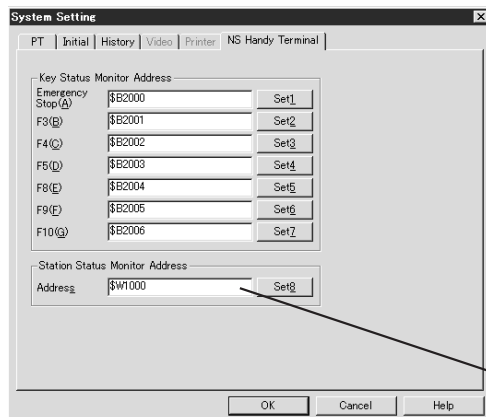 System Setting
PT Initial History Video Printer NS Handy Terminal
Key Status Monitor Address
Emergency Stop(A) $B2000 Set1
F3(B) $B2001 Set2
F4(C) $B2002 Set3
F5(D) $B2003 Set4
F8(E) $B2004 Set5
F9(F) $B2005 Set6
F10(G) $B2006 Set7
Station Status Monitor Address
Address $W1000 Set8
OK Cancel Help